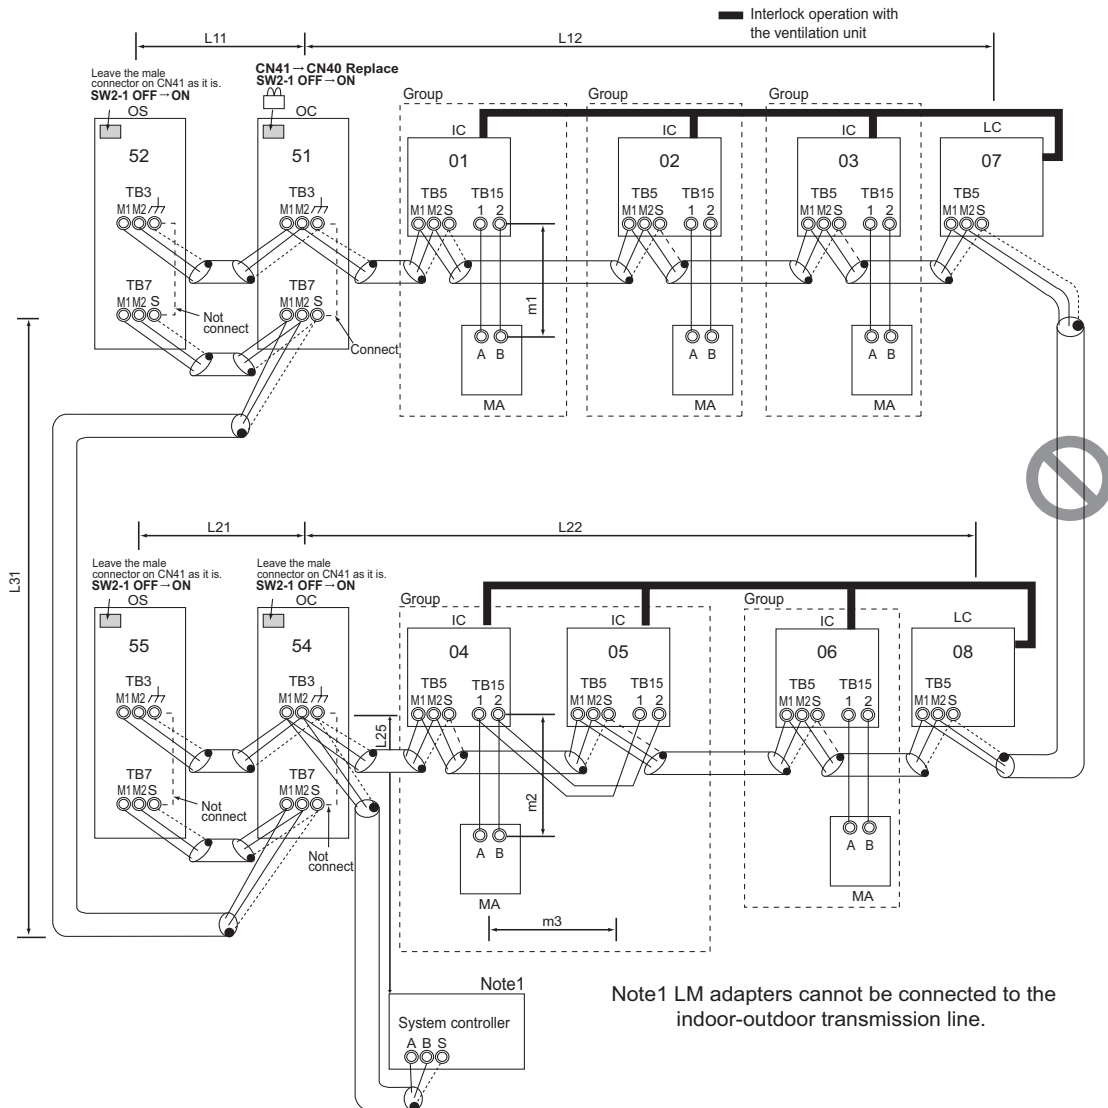 Interlock operation with
the ventilation unit
L11
L12
Leave the male
connector on CN41 as it is.
SW2-1 OFF→ON
CN41→CN40 Replace
SW2-1 OFF→ON
OS
OC
Group
Group
Group
IC
IC
IC
LC
52
51
01
02
03
07
TB3
TB3
TB5
TB15
TB5
TB15
TB5
TB15
TB5
M1 M2
M1 M2
M1 M2 S
1 2
M1 M2 S
1 2
M1 M2 S
1 2
M1 M2 S
TB7
TB7
M1 M2 S
M1 M2 S
Not
connect
Connect
m1
A B
A B
A B
MA
MA
MA
L31
L21
L22
Leave the male
connector on CN41 as it is.
SW2-1 OFF→ON
Leave the male
connector on CN41 as it is.
SW2-1 OFF→ON
OS
OC
Group
Group
IC
IC
IC
LC
55
54
04
05
06
08
TB3
TB3
TB5
TB15
TB5
TB15
TB5
TB15
TB5
M1 M2
M1 M2
M1 M2 S
1 2
M1 M2 S
1 2
M1 M2 S
1 2
M1 M2 S
L25
TB7
TB7
M1 M2 S
M1 M2 S
Not
connect
Not
connect
m2
A B
A B
MA
MA
m3
Note1
System controller
A B S
Note1 LM adapters cannot be connected to the
indoor-outdoor transmission line.